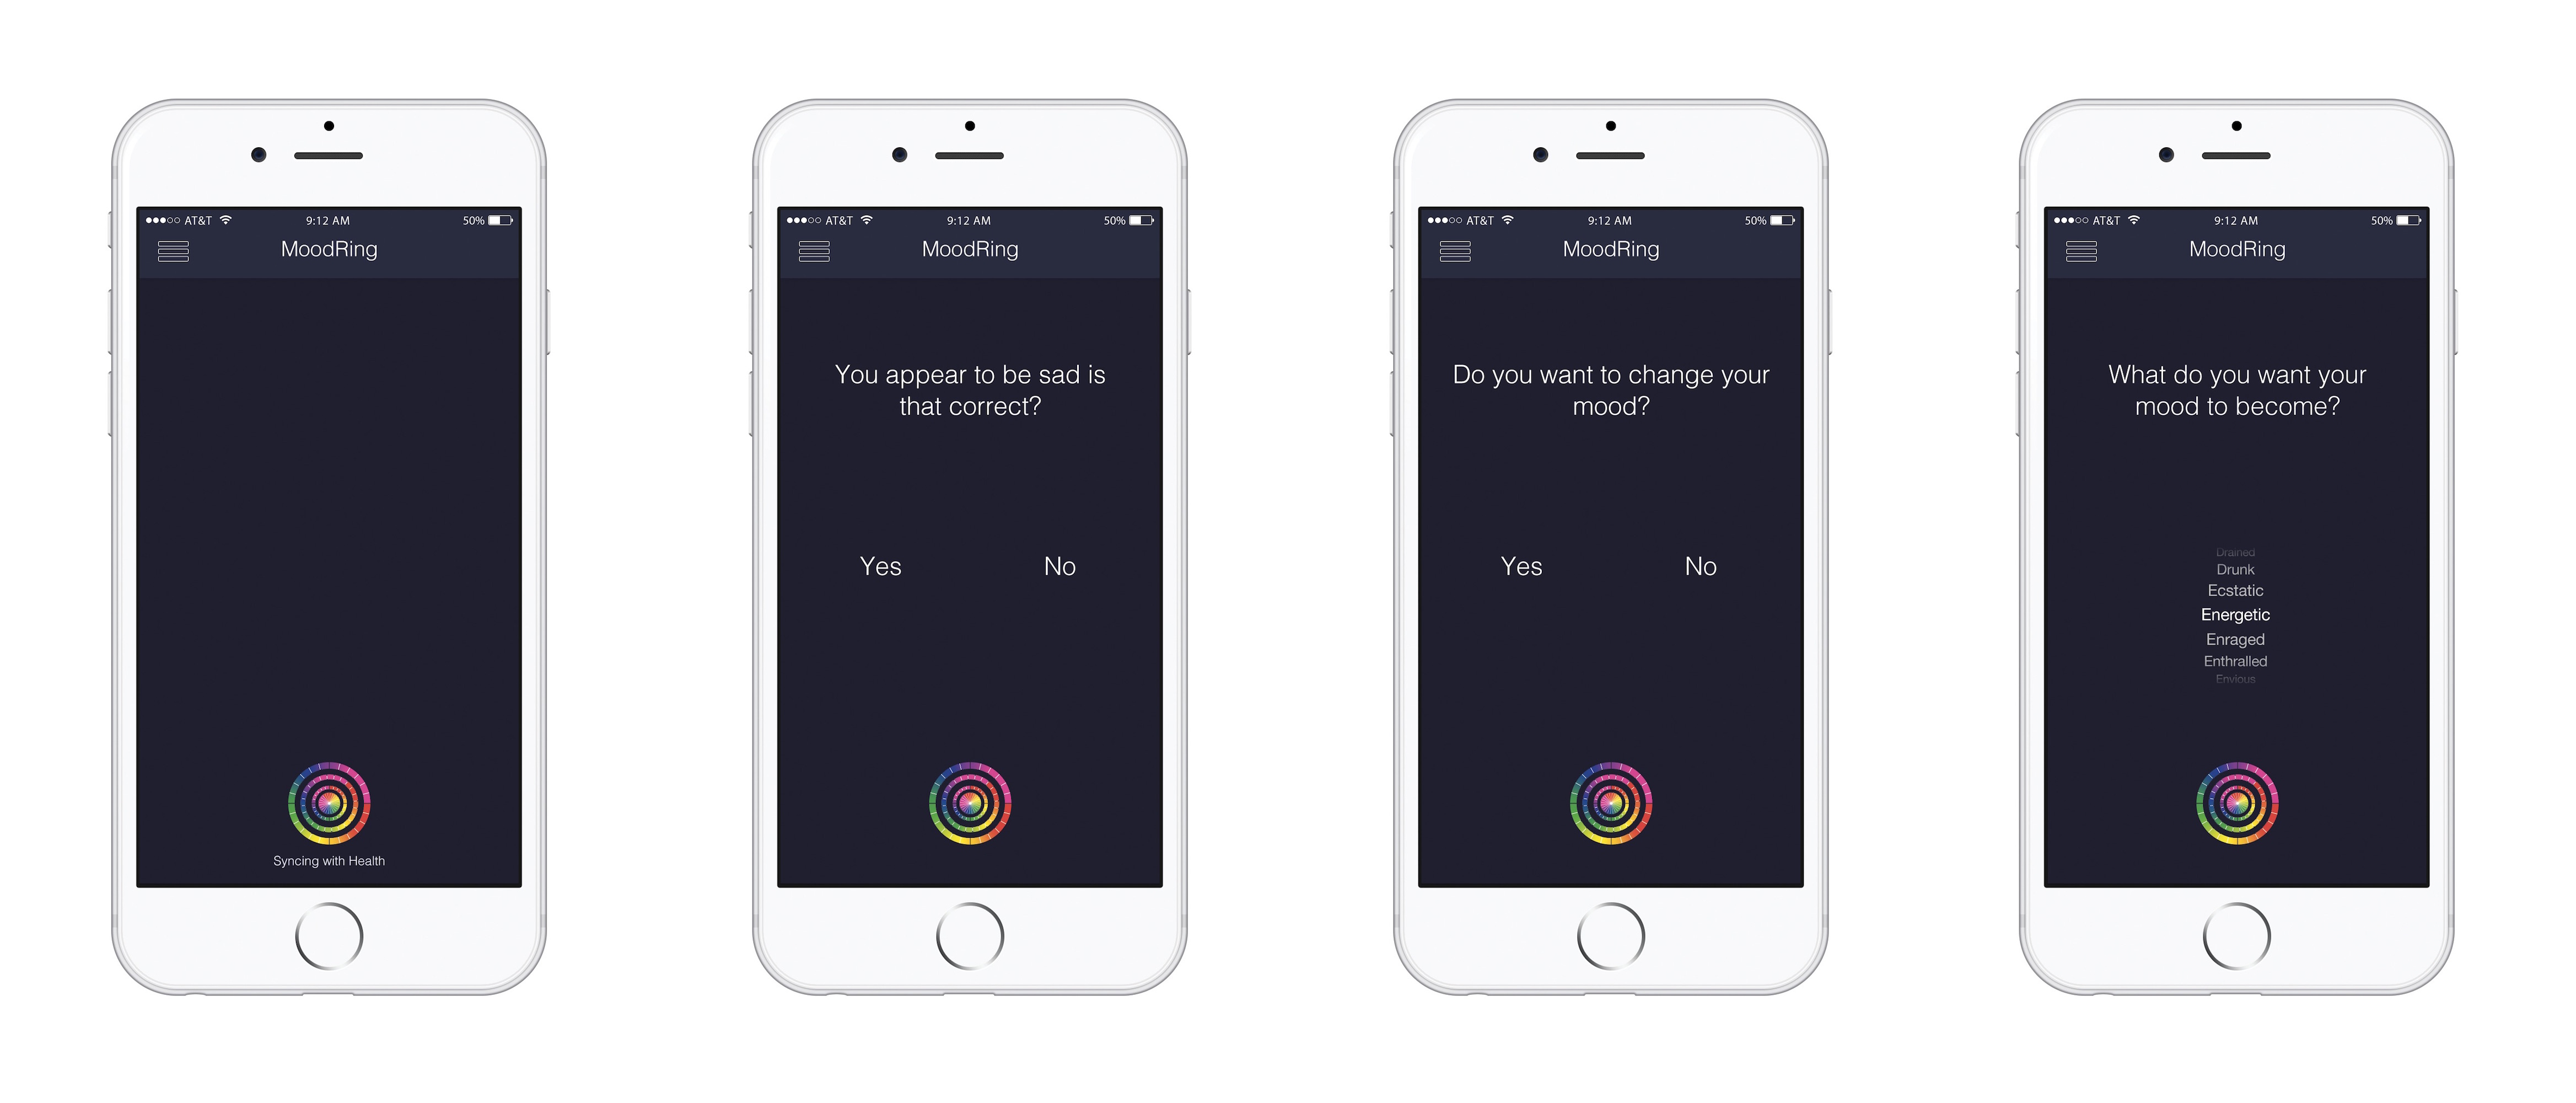 AT&T 9:12 AM 50%
MoodRing
Syncing with Health
AT&T 9:12 AM 50%
MoodRing
You appear to be sad is
that correct?
Yes No
AT&T 9:12 AM 50%
MoodRing
Do you want to change your
mood?
Yes No
AT&T 9:12 AM 50%
MoodRing
What do you want your
mood to become?
Drained
Drunk
Ecstatic
Energetic
Enraged
Enthralled
Envious